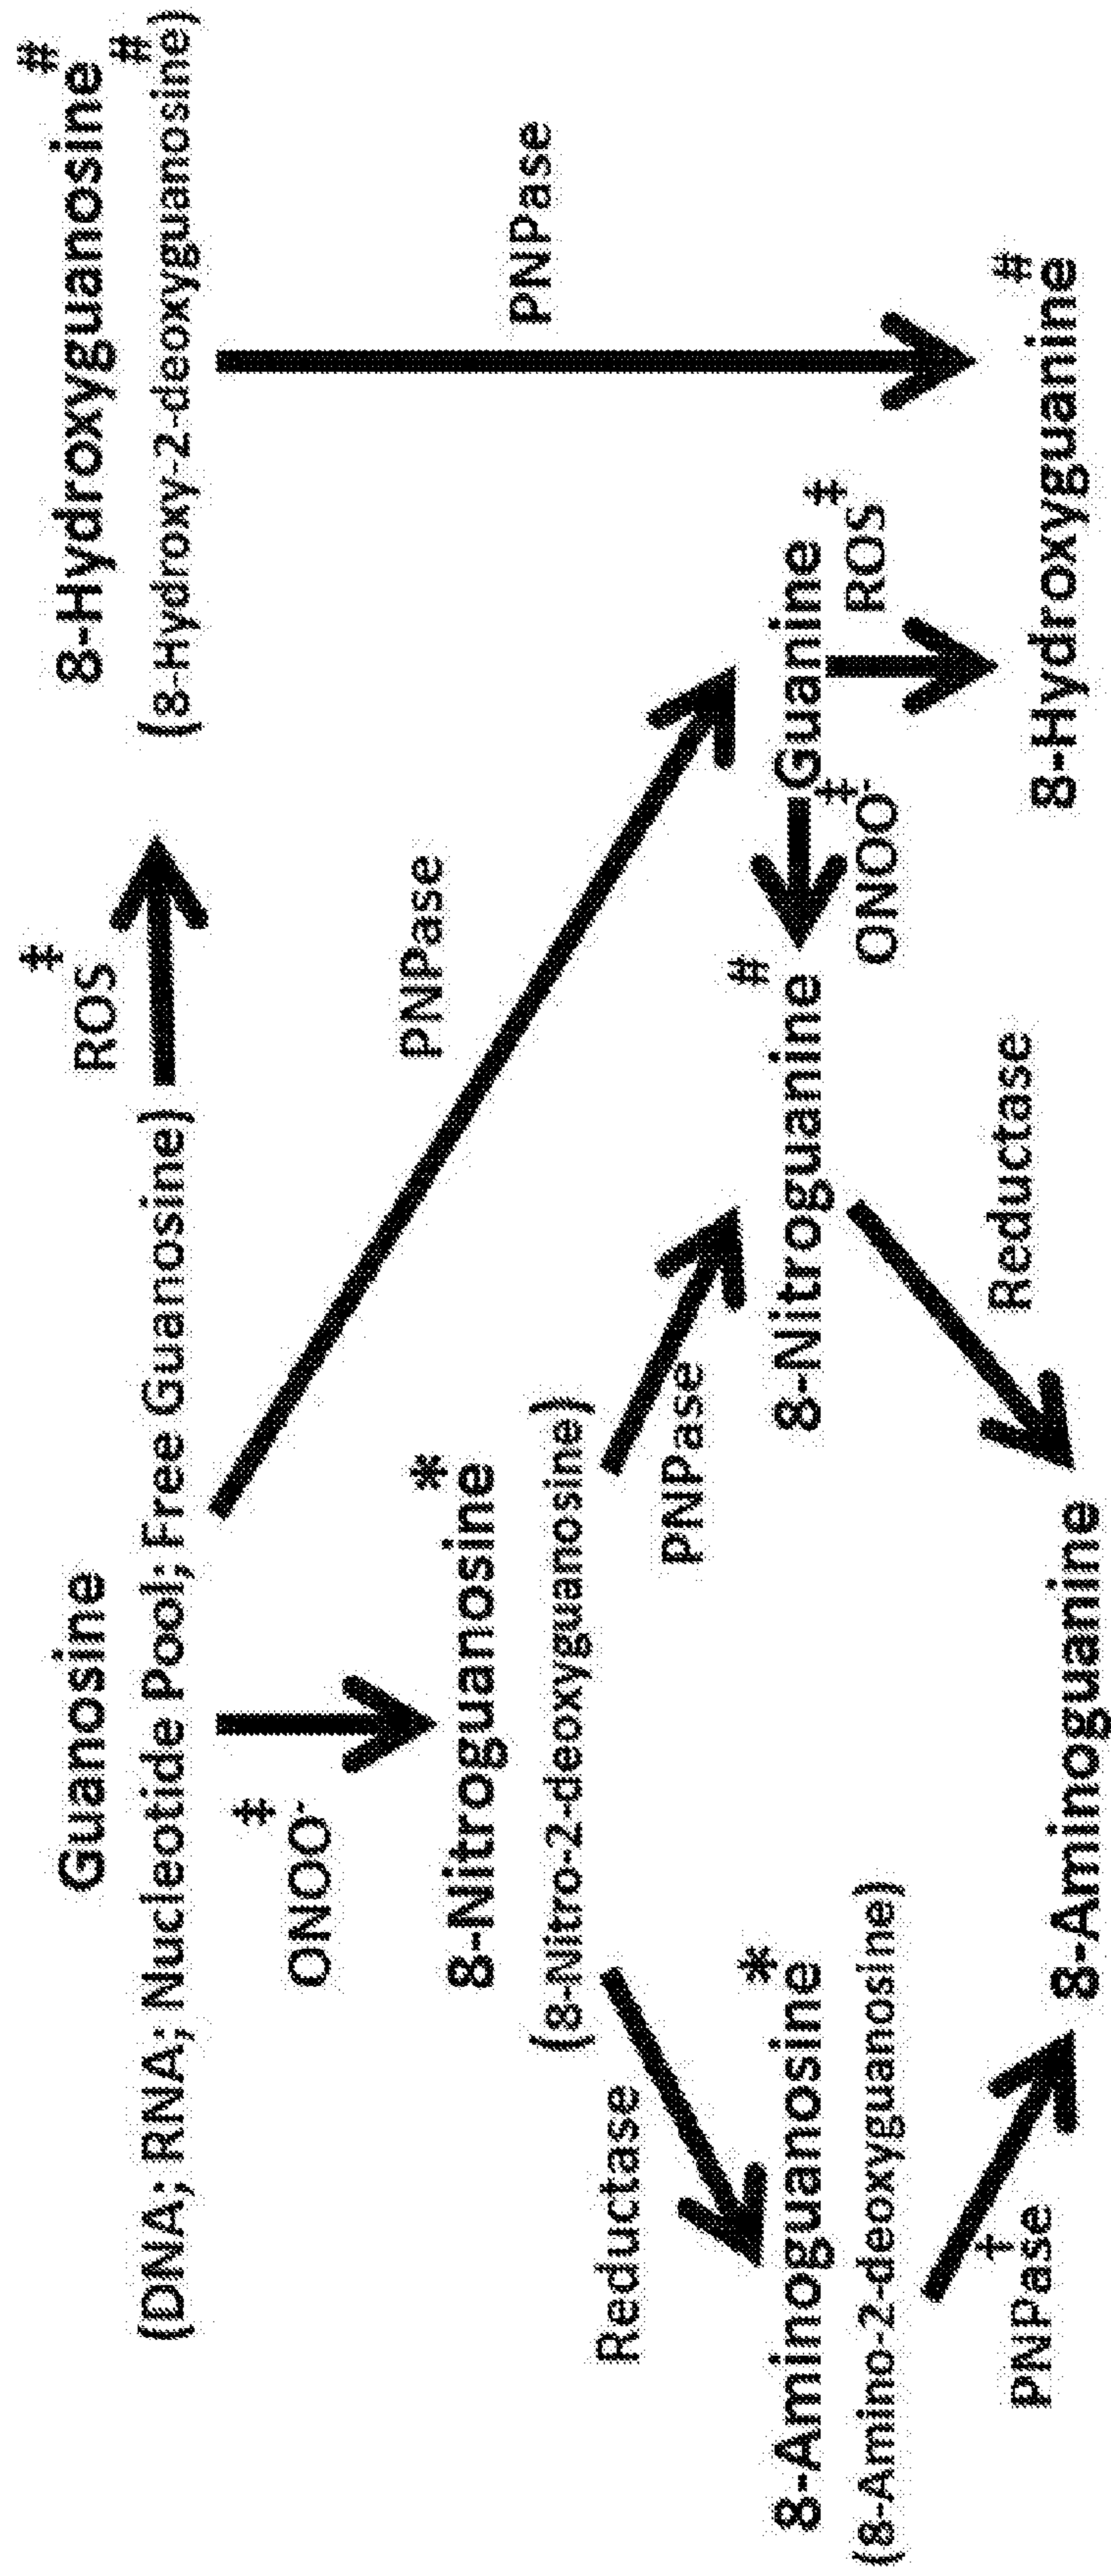 Guanosine
(DNA; RNA; Nucleotide Pool; Free Guanosine)
‡
ROS
8-Hydroxyguanosine#
(8-Hydroxy-2-deoxyguanosine)#
‡
ONOO-
PNPase
PNPase
8-Nitroguanosine*
(8-Nitro-2-deoxyguanosine)
Reductase
PNPase
8-Aminoguanosine*
(8-Amino-2-deoxyguanosine)
8-Nitroguanine#
Guanine
‡
ONOO-
‡
ROS
†
PNPase
Reductase
8-Aminoguanine
8-Hydroxyguanine#